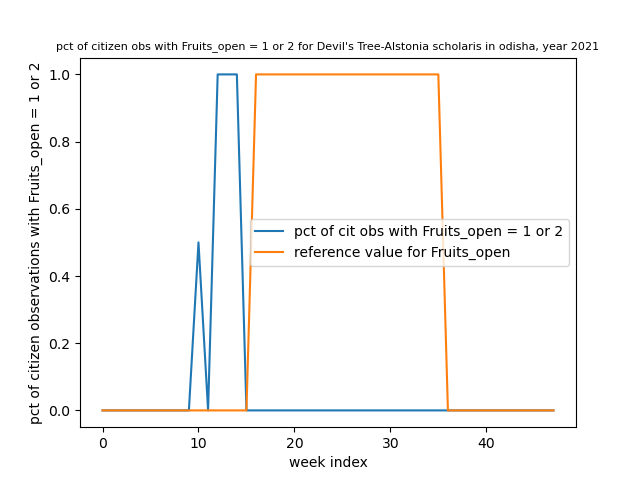 pct of citizen obs with Fruits_open = 1 or 2 for Devil's Tree-Alstonia scholaris in odisha, year 2021
pct of citizen observations with Fruits_open = 1 or 2
1.0
0.8
0.6
0.4
0.2
0.0
pct of cit obs with Fruits_open = 1 or 2
reference value for Fruits_open
0 10 20 30 40
week index